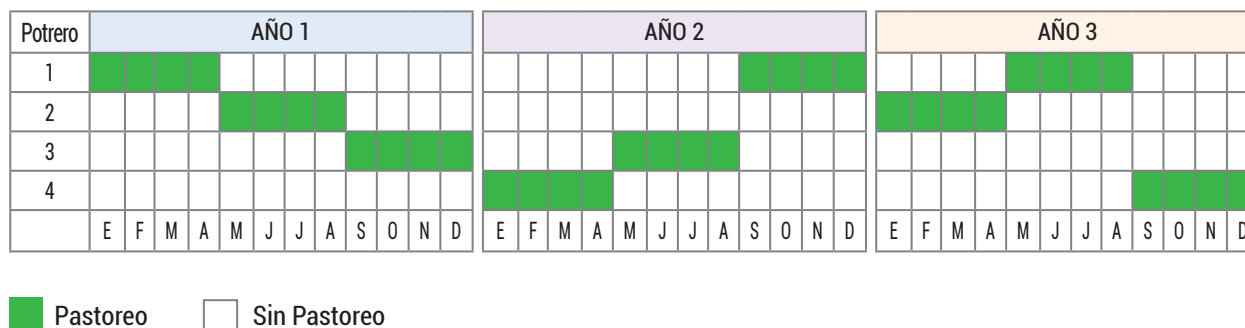 Potrero AÑO 1 AÑO 2 AÑO 3
1
2
3
4
E F M A M J J A S O N D E F M A M J J A S O N D E F M A M J J A S O N D
Pastoreo Sin Pastoreo